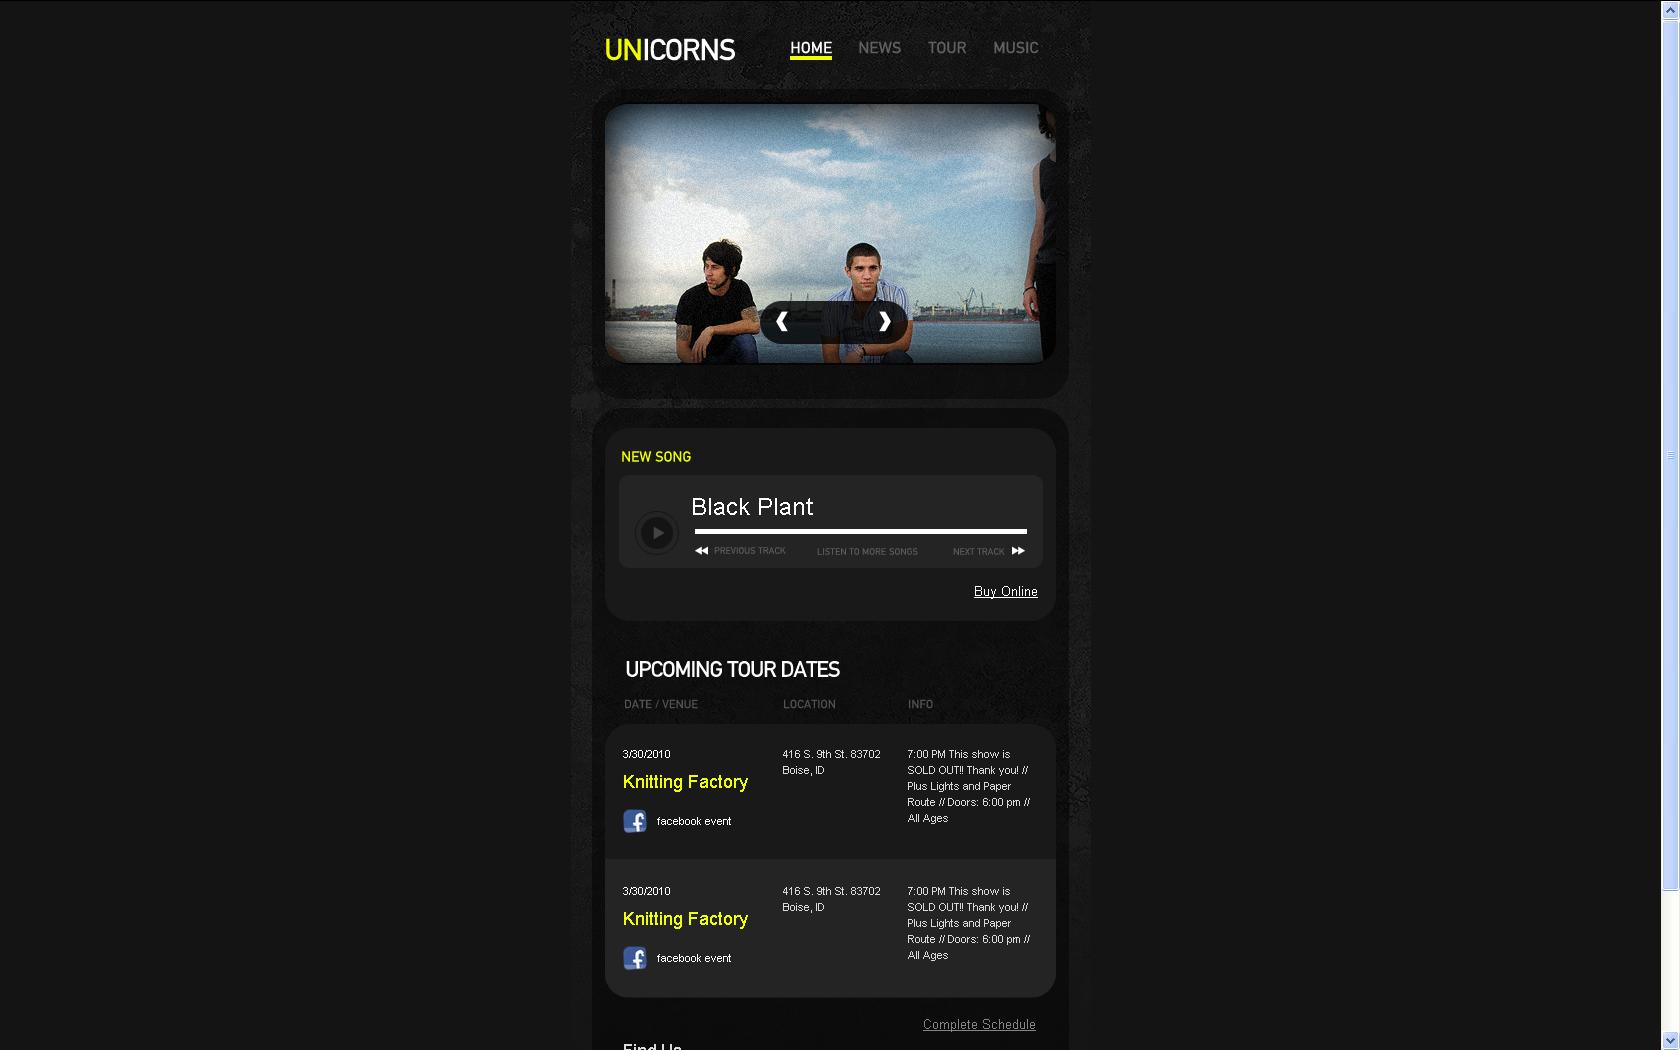 UNICORNS
HOME
NEWS
TOUR
MUSIC
NEW SONG
Black Plant
PREVIOUS TRACK
LISTEN TO MORE SONGS
NEXT TRACK
Buy Online
UPCOMING TOUR DATES
DATE / VENUE
LOCATION
INFO
3/30/2010
Knitting Factory
facebook event
416 S. 9th St. 83702
Boise, ID
7:00 PM This show is
SOLD OUT!! Thank you! //
Plus Lights and Paper
Route // Doors: 6:00 pm //
All Ages
3/30/2010
Knitting Factory
facebook event
416 S. 9th St. 83702
Boise, ID
7:00 PM This show is
SOLD OUT!! Thank you! //
Plus Lights and Paper
Route // Doors: 6:00 pm //
All Ages
Complete Schedule
Find Us